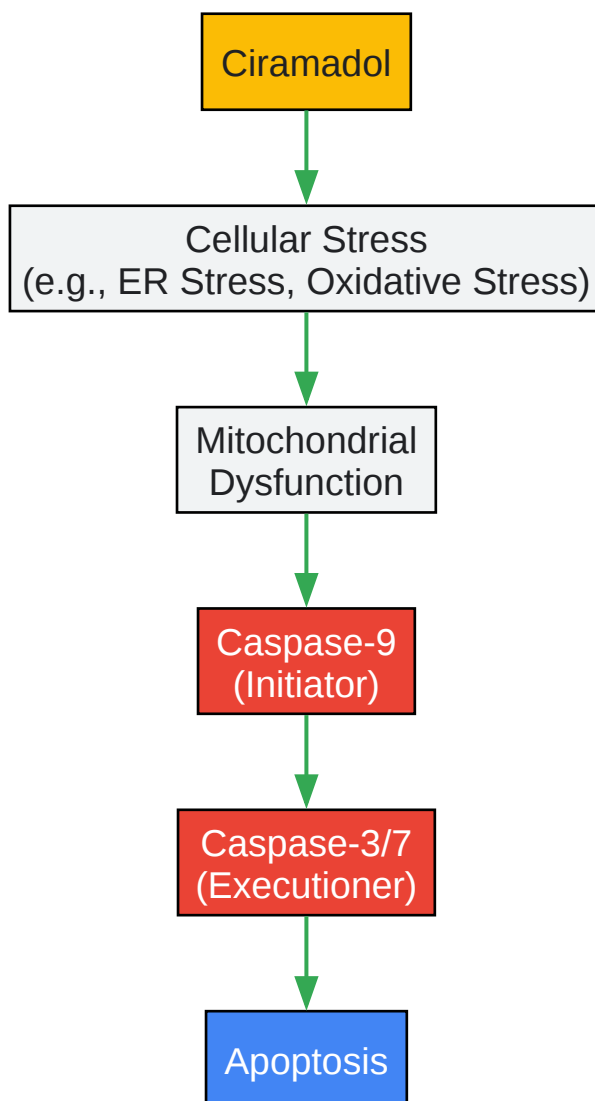 Ciramadol
Cellular Stress
(e.g., ER Stress, Oxidative Stress)
Mitochondrial
Dysfunction
Caspase-9
(Initiator)
Caspase-3/7
(Executioner)
Apoptosis